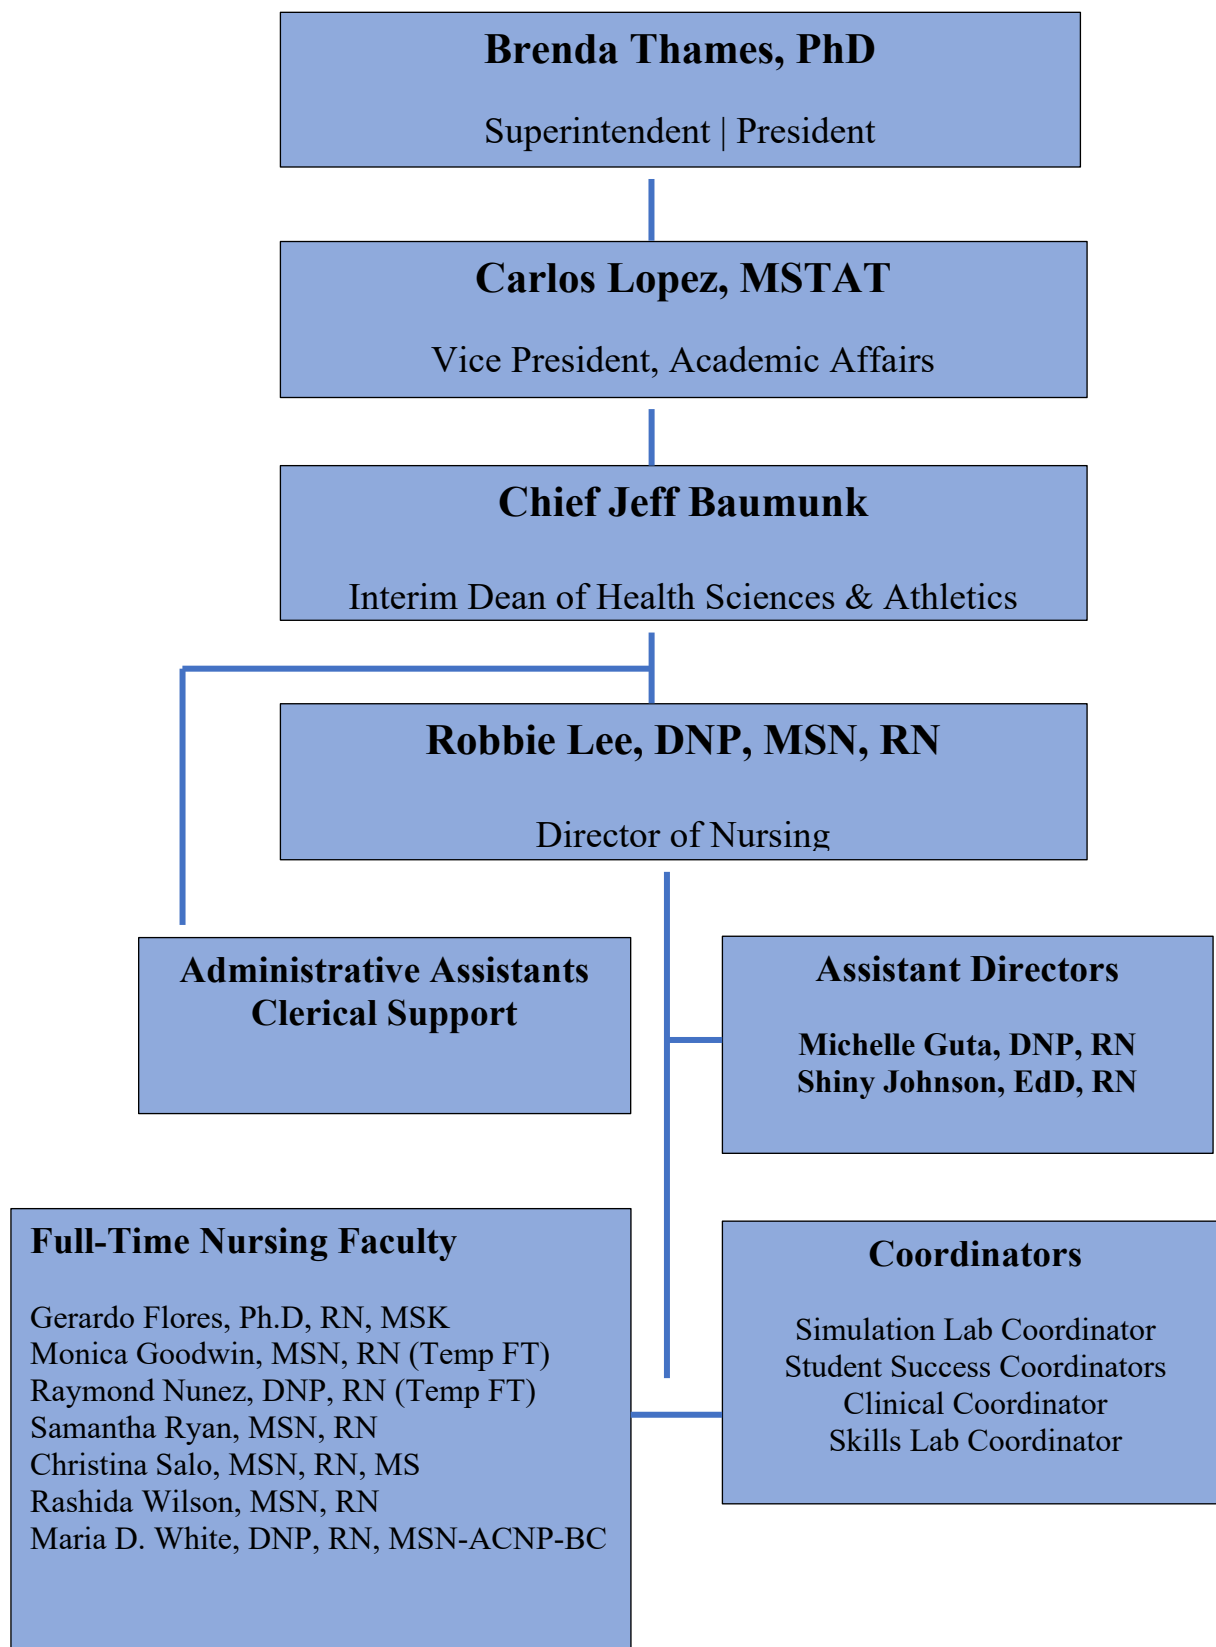 Brenda Thames, PhD
Superintendent | President
Carlos Lopez, MSTAT
Vice President, Academic Affairs
Chief Jeff Baumunk
Interim Dean of Health Sciences & Athletics
Robbie Lee, DNP, MSN, RN
Director of Nursing
Administrative Assistants
Clerical Support
Assistant Directors
Michelle Guta, DNP, RN
Shiny Johnson, EdD, RN
Full-Time Nursing Faculty
Gerardo Flores, Ph.D, RN, MSK
Monica Goodwin, MSN, RN (Temp FT)
Raymond Nunez, DNP, RN (Temp FT)
Samantha Ryan, MSN, RN
Christina Salo, MSN, RN, MS
Rashida Wilson, MSN, RN
Maria D. White, DNP, RN, MSN-ACNP-BC
Coordinators
Simulation Lab Coordinator
Student Success Coordinators
Clinical Coordinator
Skills Lab Coordinator